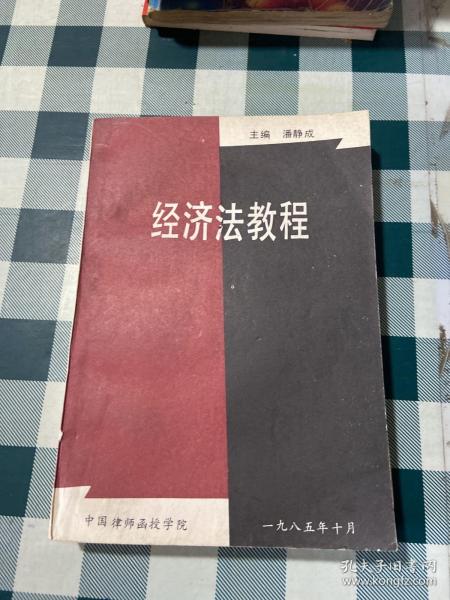 主编 潘静成
经济法教程
中国律师函授学院
一九八五年十月
孔夫子旧书网
www.kongfz.com